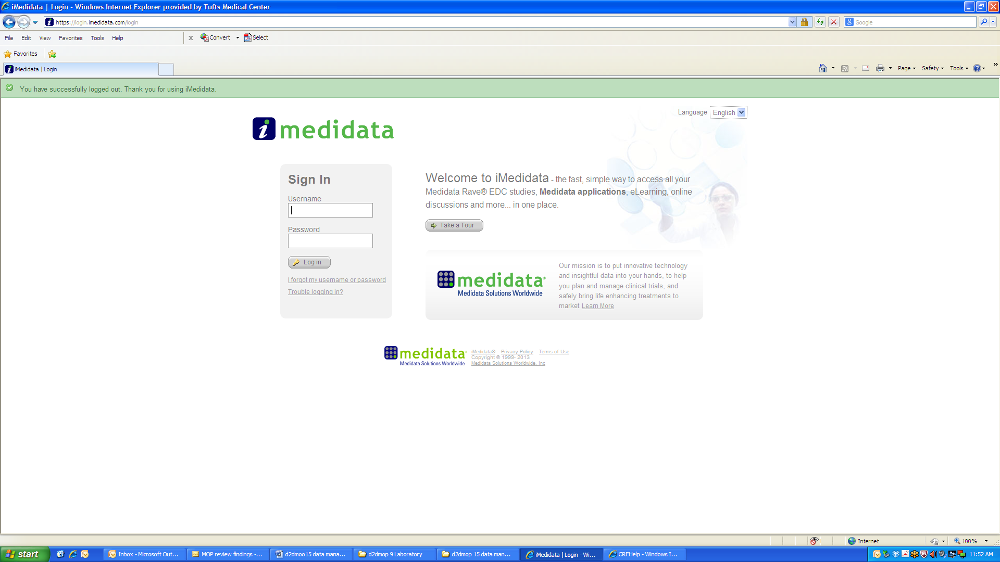 iMedidata | Login - Windows Internet Explorer provided by Tufts Medical Center
https://login.imedidata.com/login
Google
File Edit View Favorites Tools Help
x Convert Select
Favorites
iMedidata | Login
Page Safety Tools
You have successfully logged out. Thank you for using iMedidata.
Language English
i medidata
Sign In
Username
Password
Log in
I forgot my username or password
Trouble logging in?
Welcome to iMedidata - the fast, simple way to access all your
Medidata Rave® EDC studies, Medidata applications, eLearning, online
discussions and more... in one place.
Take a Tour
medidata®
Medidata Solutions Worldwide
Our mission is to put innovative technology
and insightful data into your hands, to help
you plan and manage clinical trials, and
safely bring life enhancing treatments to
market Learn More
medidata
Medidata Solutions Worldwide
iMedidata® Privacy Policy Terms of Use
Copyright © 1999- 2013
Medidata Solutions Worldwide, Inc
Internet 100%
start Inbox - Microsoft Out... MOP review findings -... d2dmoo15 data mana... d2dmop 9 Laboratory d2dmop 15 data man... iMedidata | Login - Wi... CRFHelp - Windows I... 11:52 AM